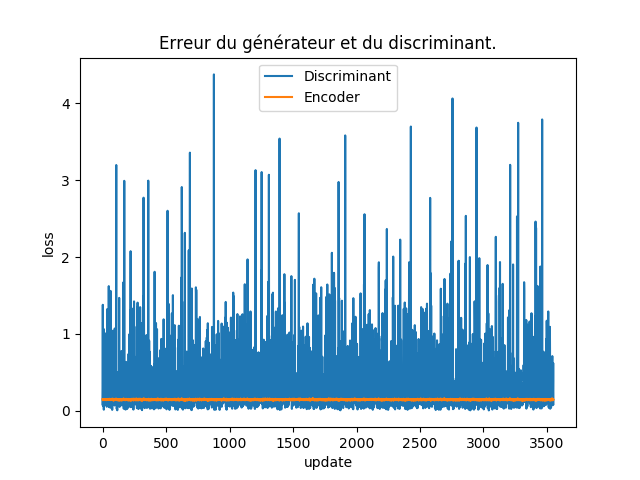 Erreur du générateur et du discriminant.
Discriminant
Encoder
4
3
2
1
0
loss
0 500 1000 1500 2000 2500 3000 3500
update